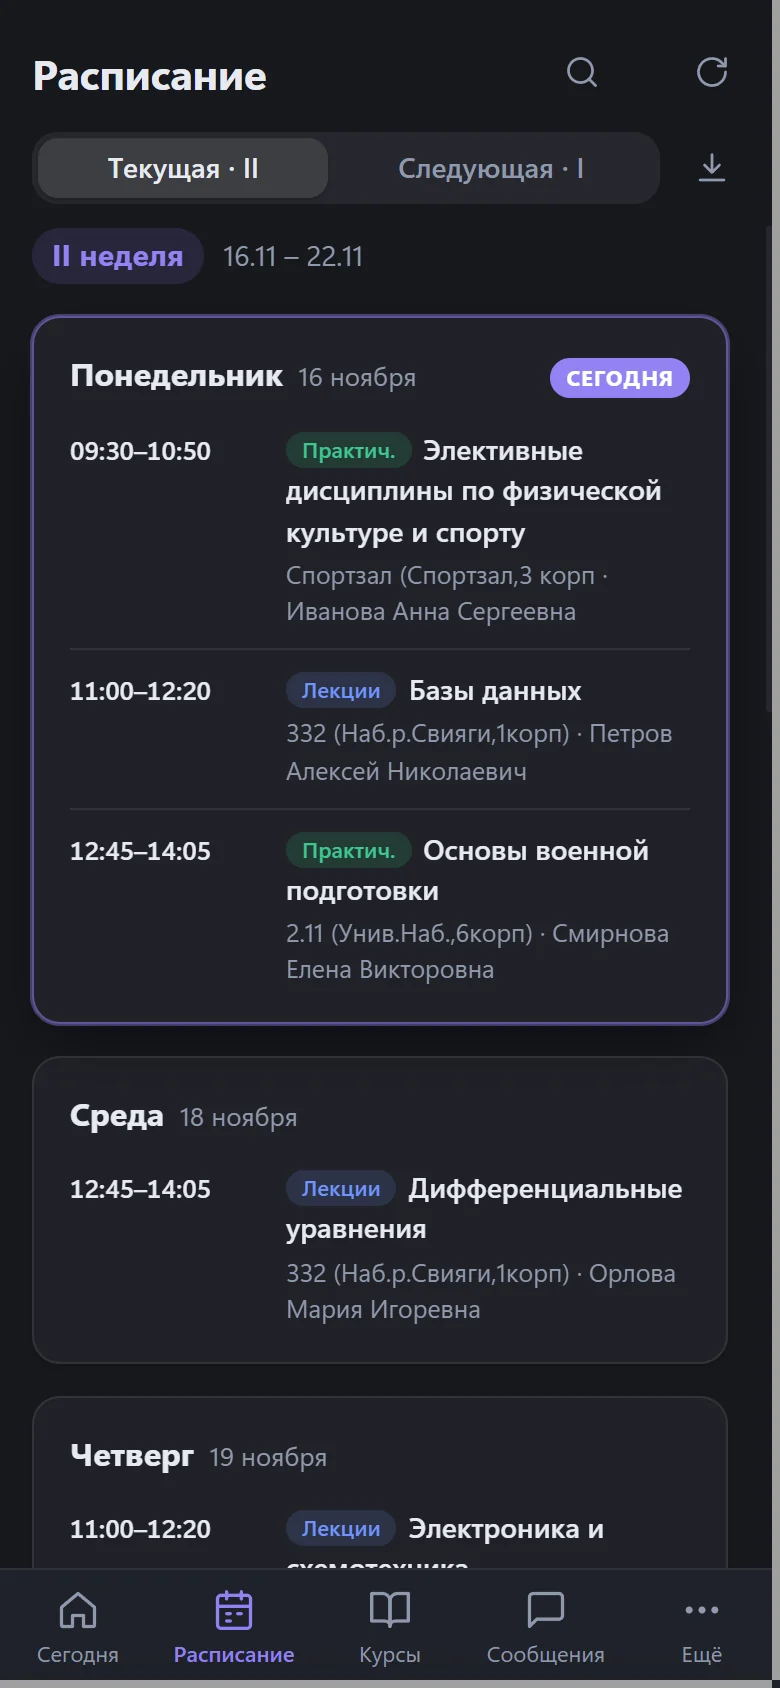 Расписание
Текущая · II
Следующая · I
II неделя 16.11 – 22.11
Понедельник 16 ноября СЕГОДНЯ
09:30–10:50 Практич. Элективные
дисциплины по физической
культуре и спорту
Спортзал (Спортзал,3 корп ·
Иванова Анна Сергеевна
11:00–12:20 Лекции Базы данных
332 (Наб.р.Свияги,1корп) · Петров
Алексей Николаевич
12:45–14:05 Практич. Основы военной
подготовки
2.11 (Унив.Наб.,6корп) · Смирнова
Елена Викторовна
Среда 18 ноября
12:45–14:05 Лекции Дифференциальные
уравнения
332 (Наб.р.Свияги,1корп) · Орлова
Мария Игоревна
Четверг 19 ноября
11:00–12:20 Лекции Электроника и
схемотехника
Сегодня
Расписание
Курсы
Сообщения
Ещё